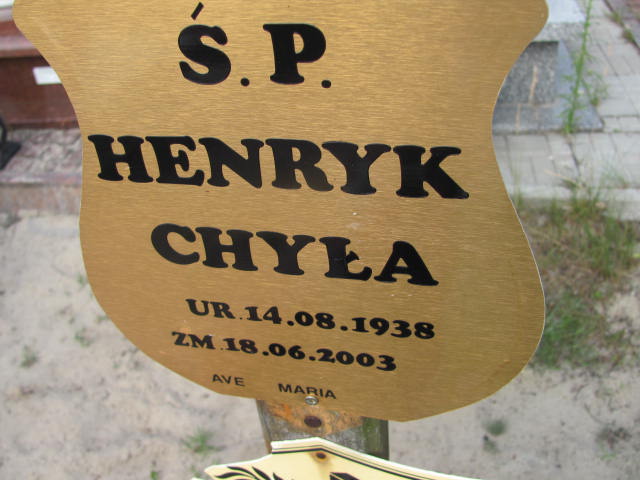 Ś.P.
HENRYK
CHYŁA
UR.14.08.1938
ZM.18.06.2003
AVE MARIA